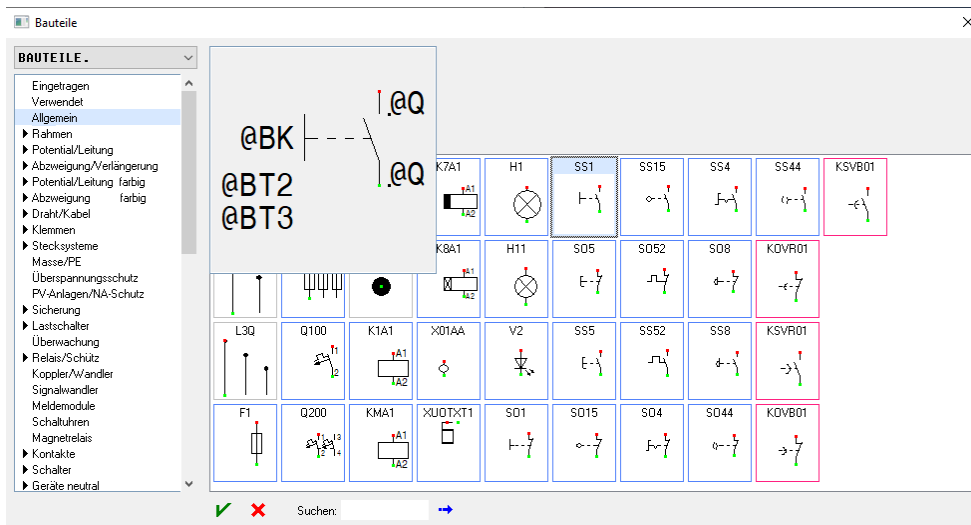 Bauteile
BAUTEILE.
Eingetragen
Verwendet
Allgemein
Rahmen
Potential/Leitung
Abzweigung/Verlängerung
Potential/Leitung farbig
Abzweigung farbig
Draht/Kabel
Klemmen
Stecksysteme
Masse/PE
Überspannungsschutz
PV-Anlagen/NA-Schutz
Sicherung
Lastschalter
Überwachung
Relais/Schütz
Koppler/Wandler
Signalwandler
Meldemodule
Schaltuhren
Magnetrelais
Kontakte
Schalter
Geräte neutral
.@Q
@BK
.@Q
@BT2
@BT3
K7A1 H1 SS1 SS15 SS4 SS44 KSVB01
A1
A2
K8A1 H11 SO5 SO52 SO8 KOVR01
A1
A2
L3Q Q100 K1A1 X01AA V2 SS5 SS52 SS8 KSVR01
1 A1
2 A2
F1 Q200 KMA1 XUOTXT1 SO1 SO15 SO4 SO44 KOVB01
1 3 A1
2 4 A2
Suchen: